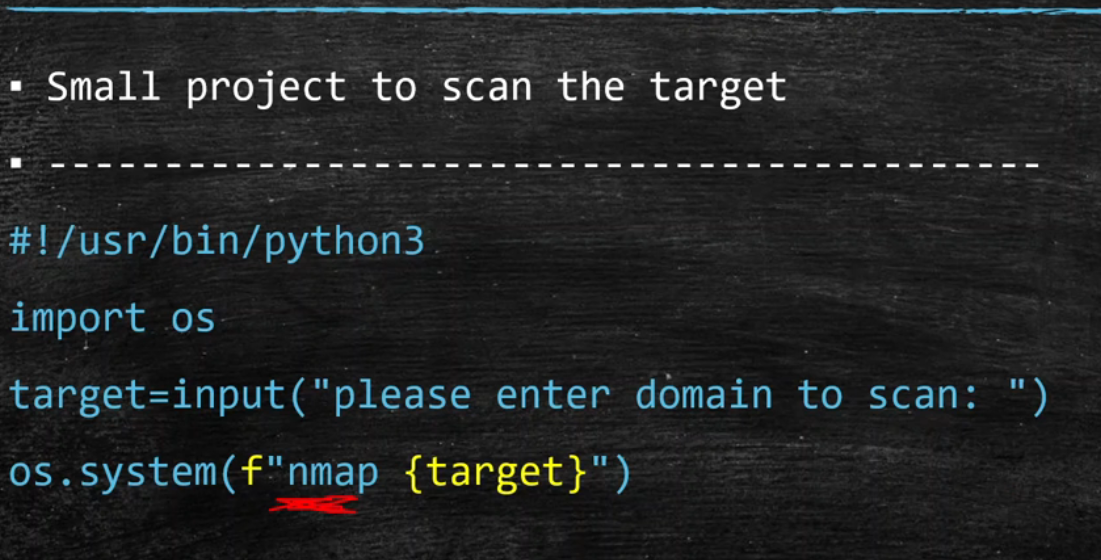 ▪ Small project to scan the target
▪ -------------------------------------------
#!/usr/bin/python3
import os
target=input("please enter domain to scan: ")
os.system(f"nmap {target}")